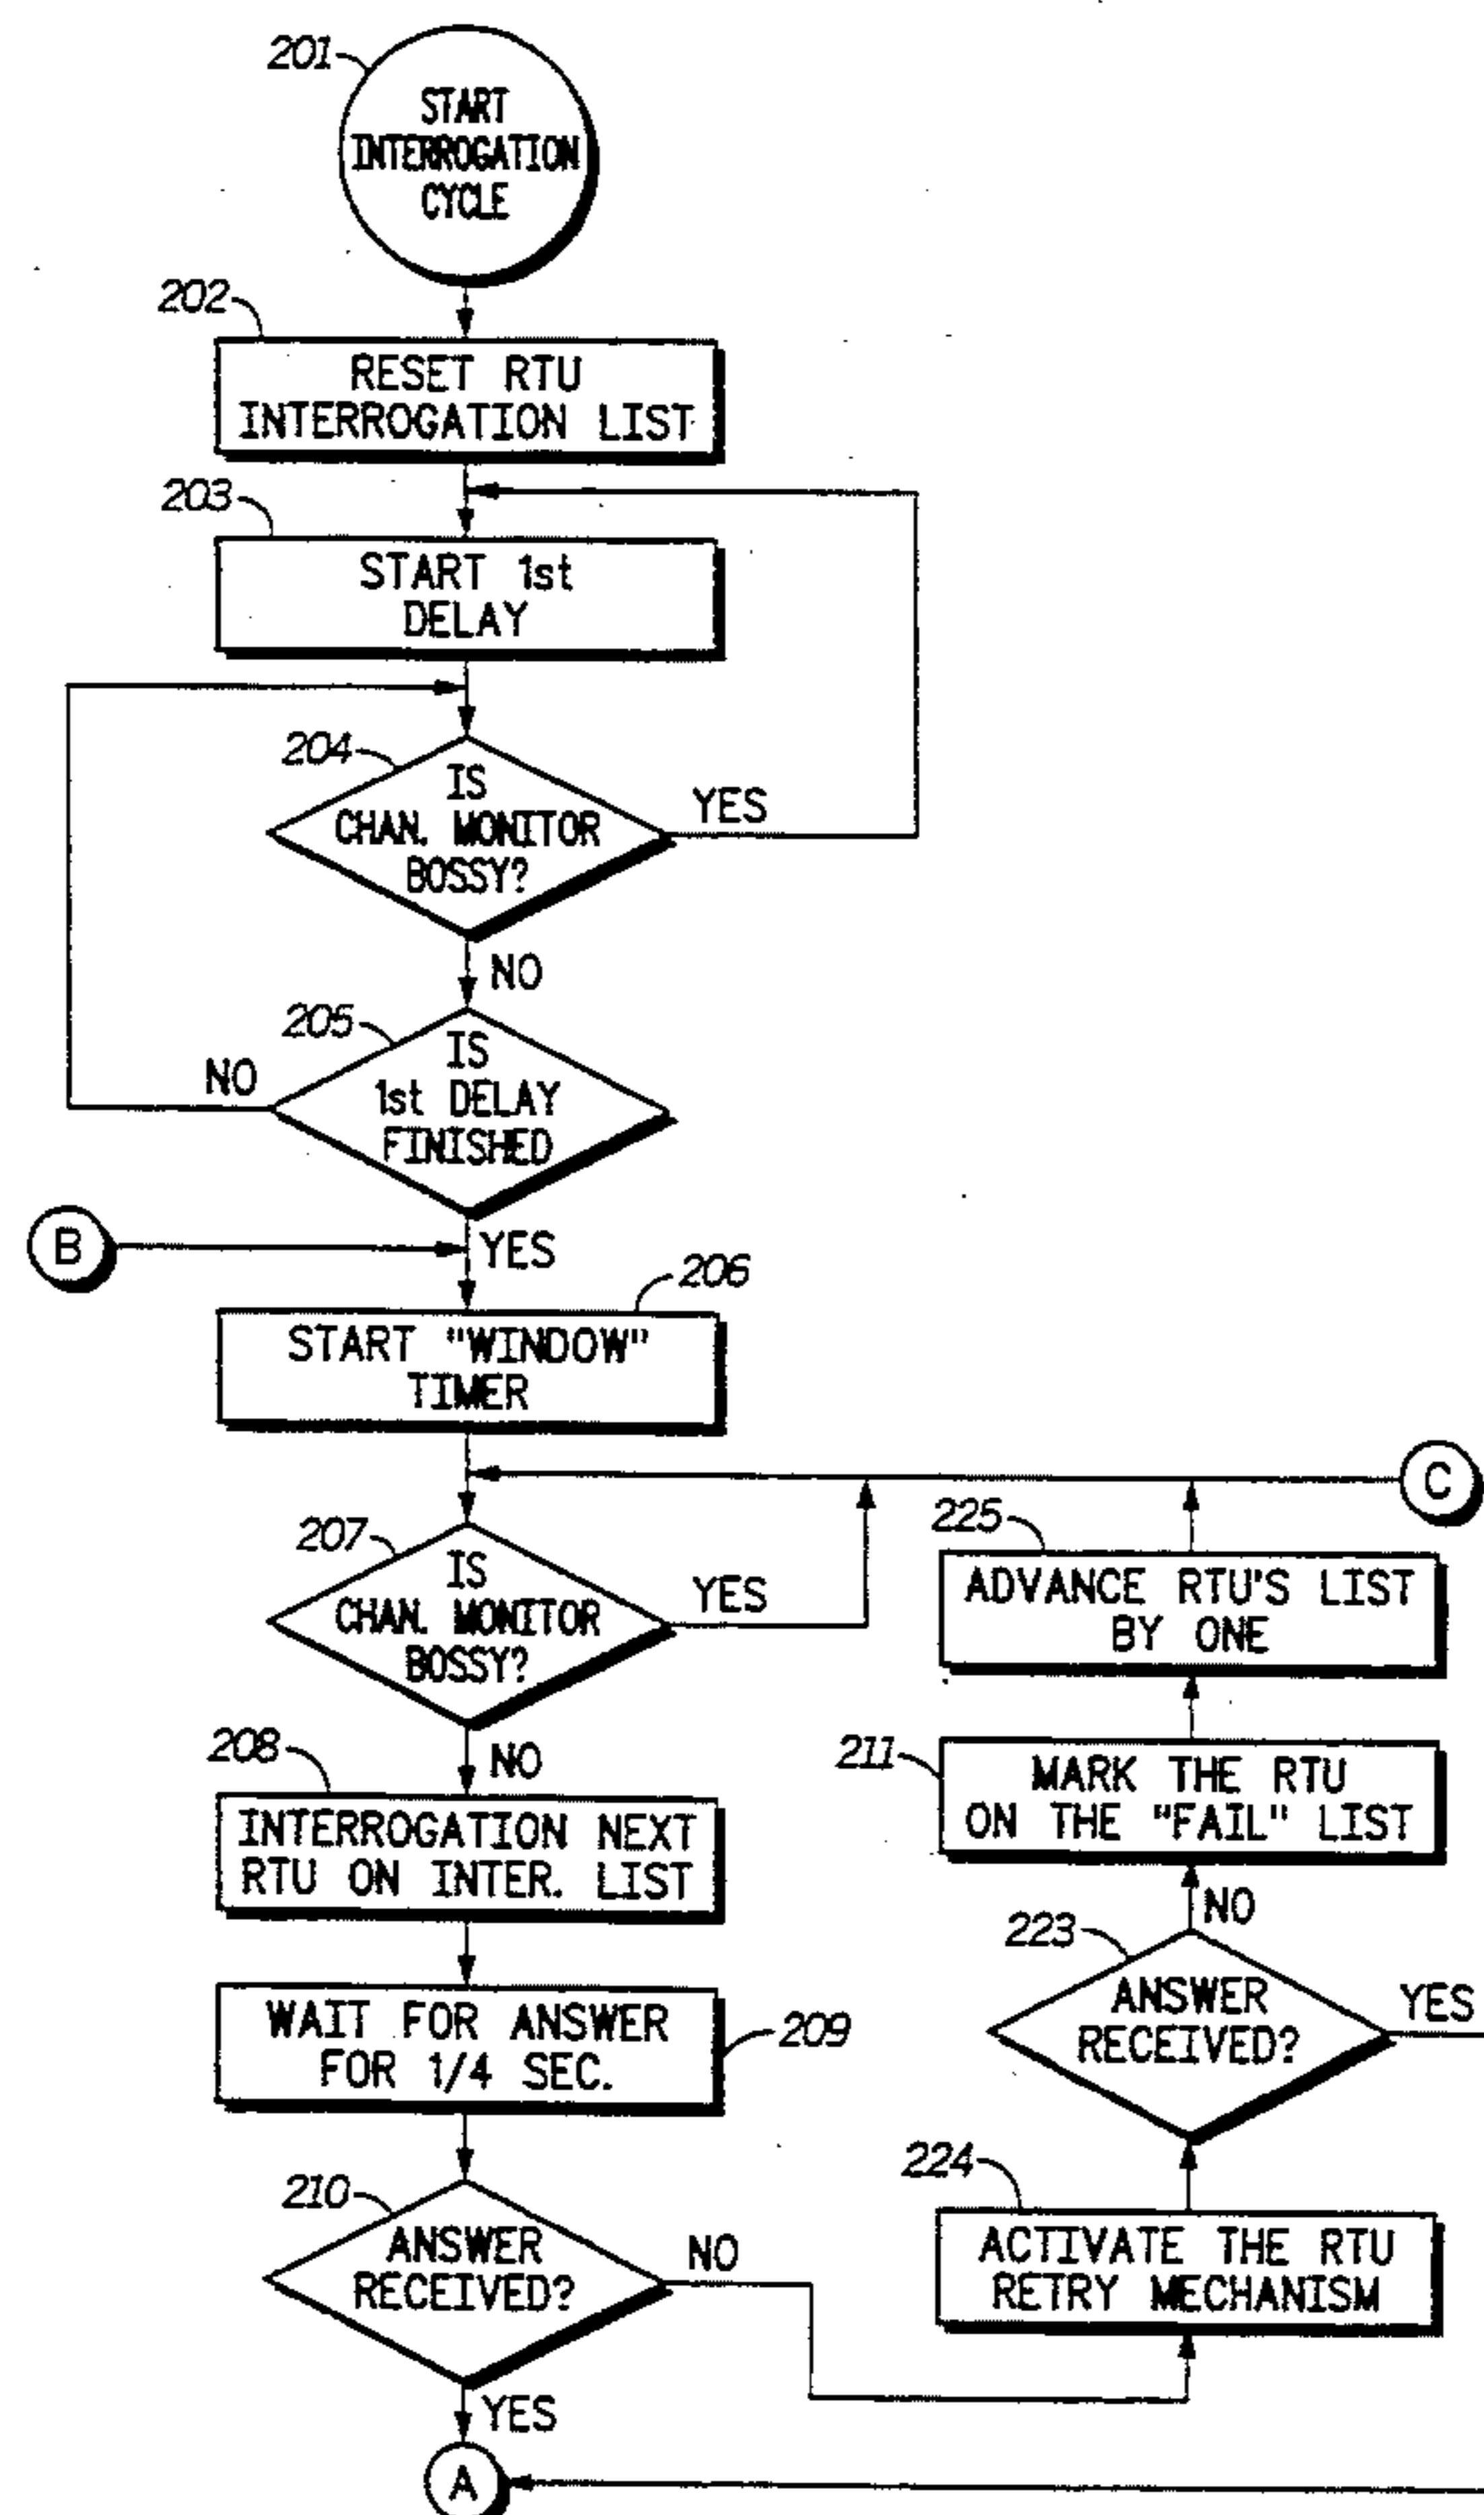 201
START
INTERROGATION
CYCLE
202
RESET RTU
INTERROGATION LIST
203
START 1st
DELAY
204
IS
CHAN. MONITOR
BOSSY?
YES
NO
205
IS
1st DELAY
FINISHED
NO
YES
B
206
START "WINDOW"
TIMER
C
207
IS
CHAN. MONITOR
BOSSY?
YES
NO
208
INTERROGATION NEXT
RTU ON INTER. LIST
WAIT FOR ANSWER
FOR 1/4 SEC.
209
210
ANSWER
RECEIVED?
NO
YES
A
225
ADVANCE RTU'S LIST
BY ONE
211
MARK THE RTU
ON THE "FAIL" LIST
NO
223
ANSWER
RECEIVED?
YES
224
ACTIVATE THE RTU
RETRY MECHANISM